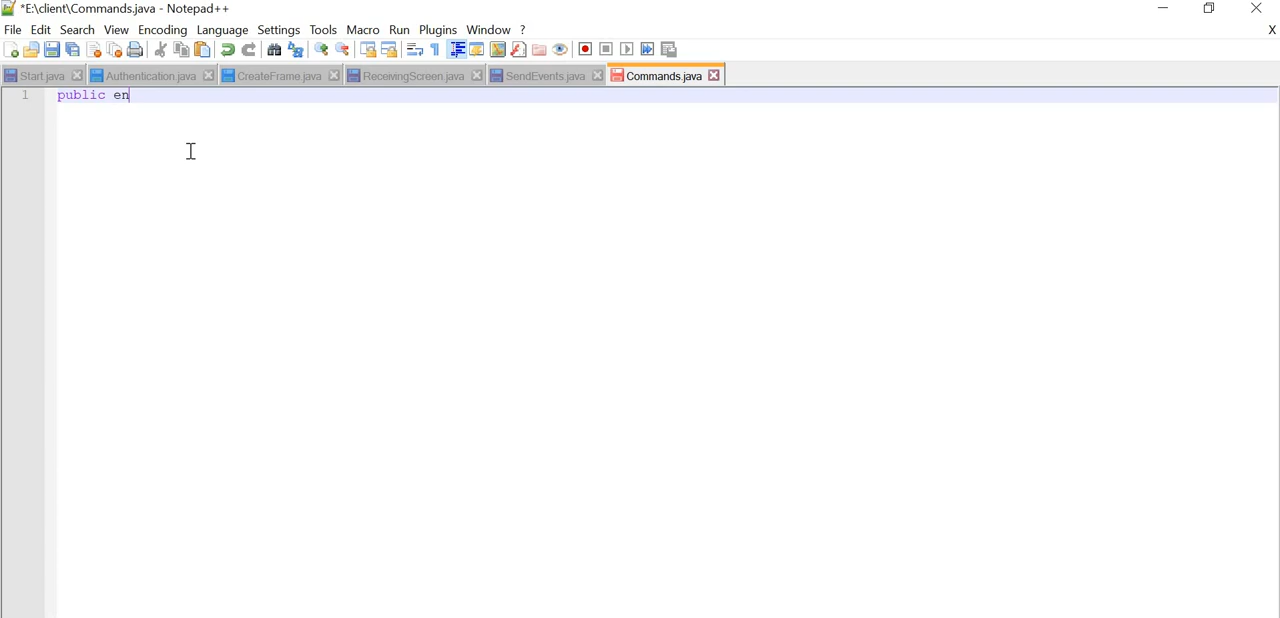 *E:\client\Commands.java - Notepad++
File Edit Search View Encoding Language Settings Tools Macro Run Plugins Window ? X
Start.java Authentication.java CreateFrame.java ReceivingScreen.java SendEvents.java Commands.java
1 public en